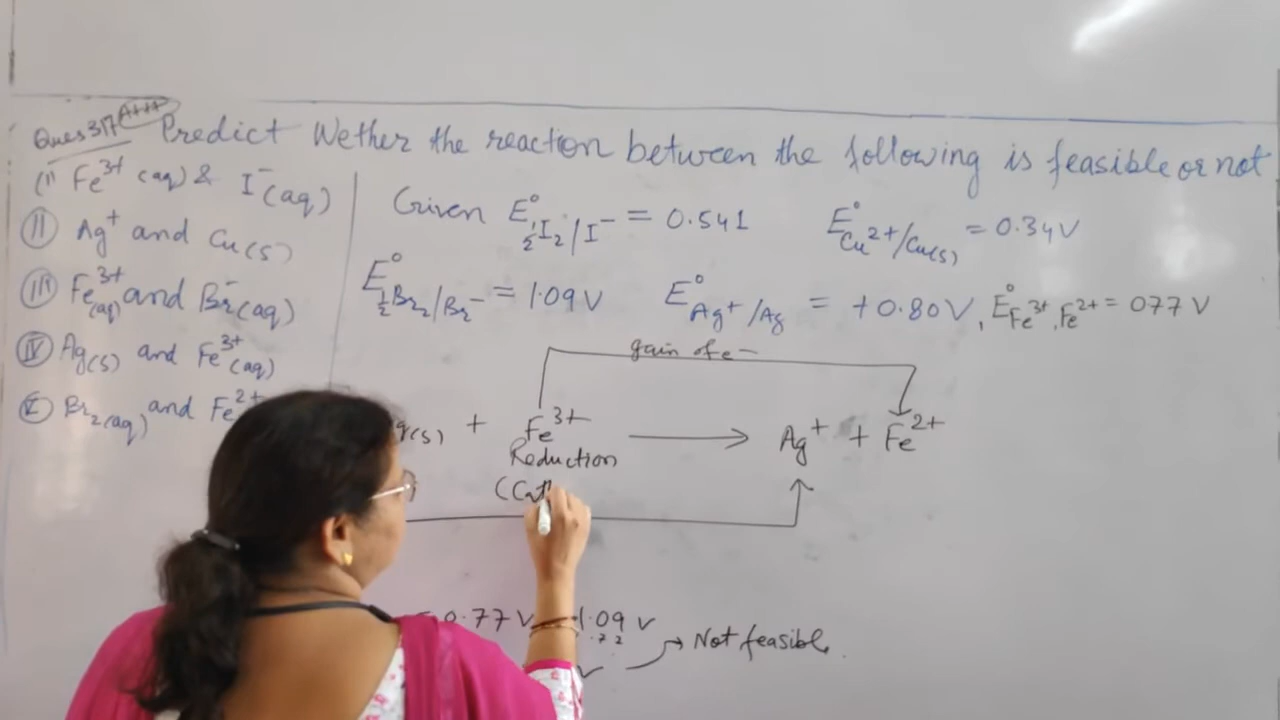 Ques 317 A+++ Predict Wether the reaction between the following is feasible or not
(i) Fe³⁺(aq) & I⁻(aq)
(II) Ag⁺ and Cu(s)
(III) Fe³⁺(aq) and Br⁻(aq)
(IV) Ag(s) and Fe³⁺(aq)
(V) Br₂(aq) and Fe²⁺
Given E°½I₂/I⁻ = 0.541 E°Cu²⁺/Cu(s) = 0.34V
E°½Br₂/Br⁻ = 1.09V E°Ag⁺/Ag = +0.80V, E°Fe³⁺,Fe²⁺ = 077 V
gain of e⁻
g(s) + Fe³⁺ → Ag⁺ + Fe²⁺
Reduction
(Cat
0.77 V 1.09 V
→ Not feasible.